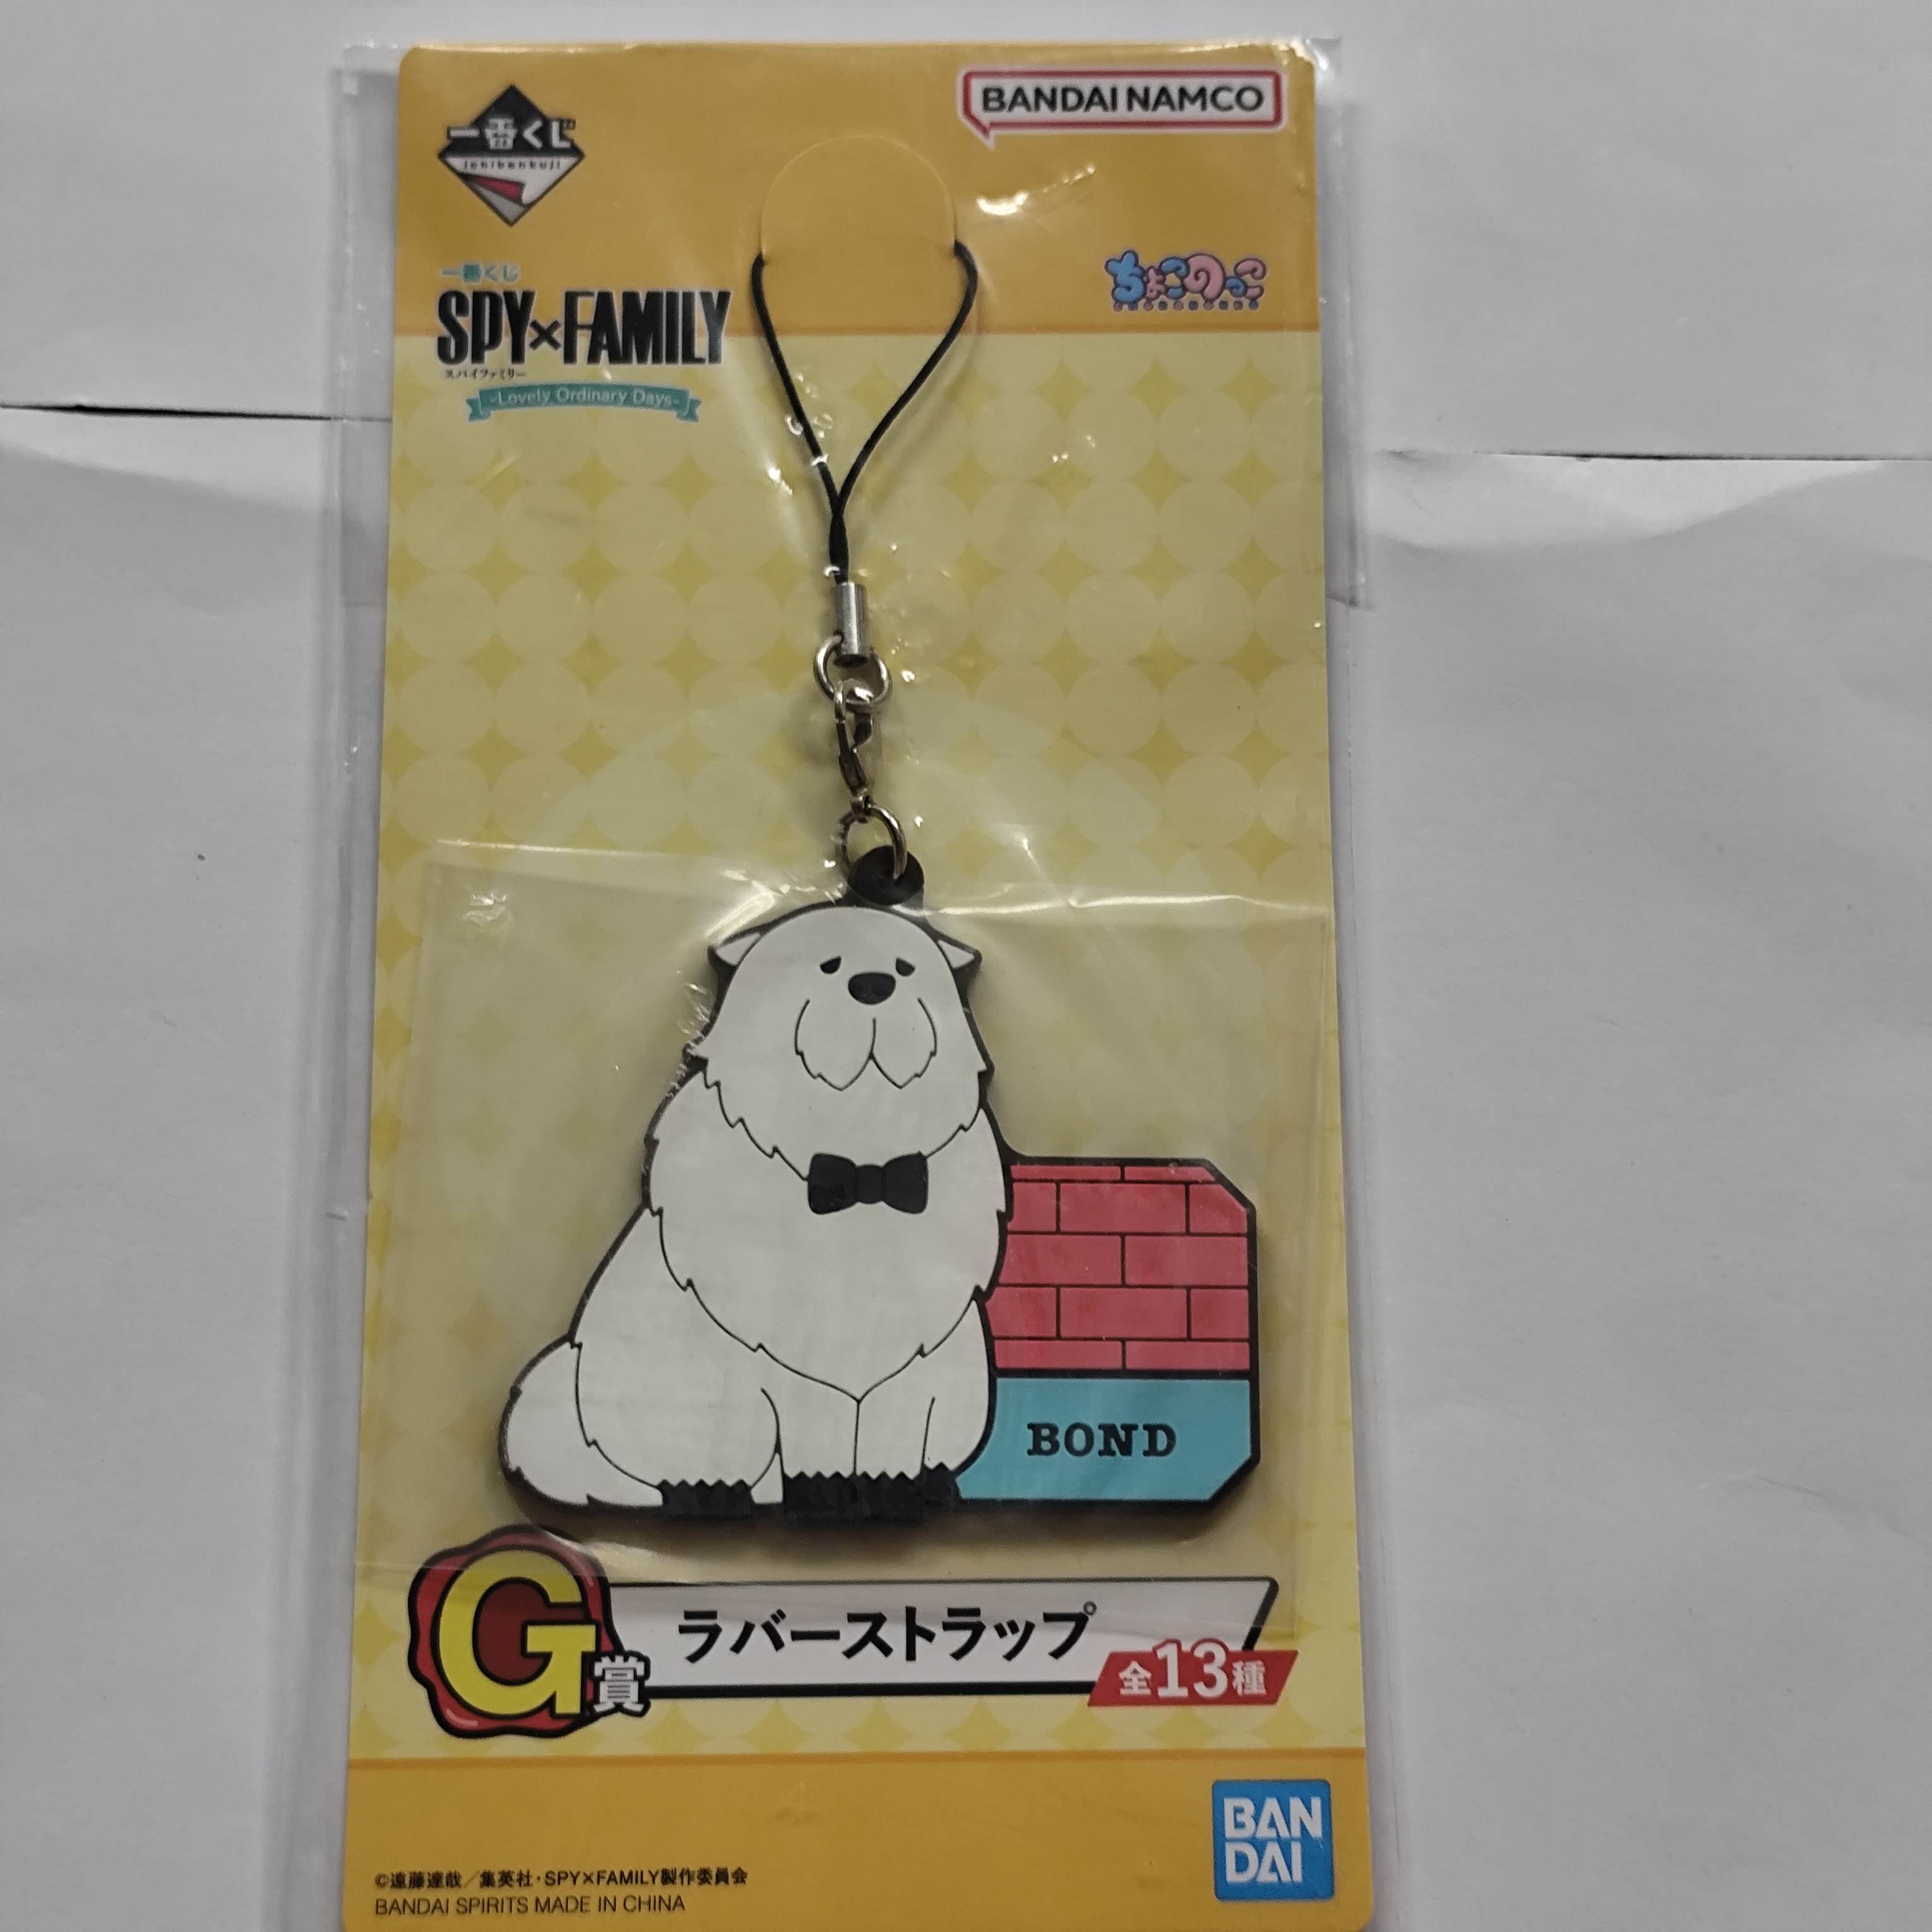 一番くじ
ichibankuji
BANDAI NAMCO
ちょこのっこ
一番くじ
SPY×FAMILY
スパイファミリー
-Lovely Ordinary Days-
BOND
G賞
ラバーストラップ
全13種
BAN
DAI
©遠藤達哉／集英社・SPY×FAMILY製作委員会
BANDAI SPIRITS MADE IN CHINA